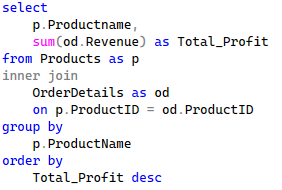 select
p.Productname,
sum(od.Revenue) as Total_Profit
from Products as p
inner join
OrderDetails as od
on p.ProductID = od.ProductID
group by
p.ProductName
order by
Total_Profit desc